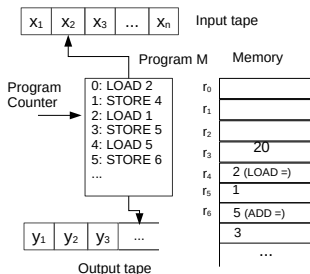 x1 x2 x3 ... xn
Input tape
Program M
Memory
Program
Counter
0: LOAD 2
1: STORE 4
2: LOAD 1
3: STORE 5
4: LOAD 5
5: STORE 6
...
r0
r1
r2
r3 20
r4 2 (LOAD =)
r5 1
r6 5 (ADD =)
3
...
y1 y2 y3 ...
Output tape